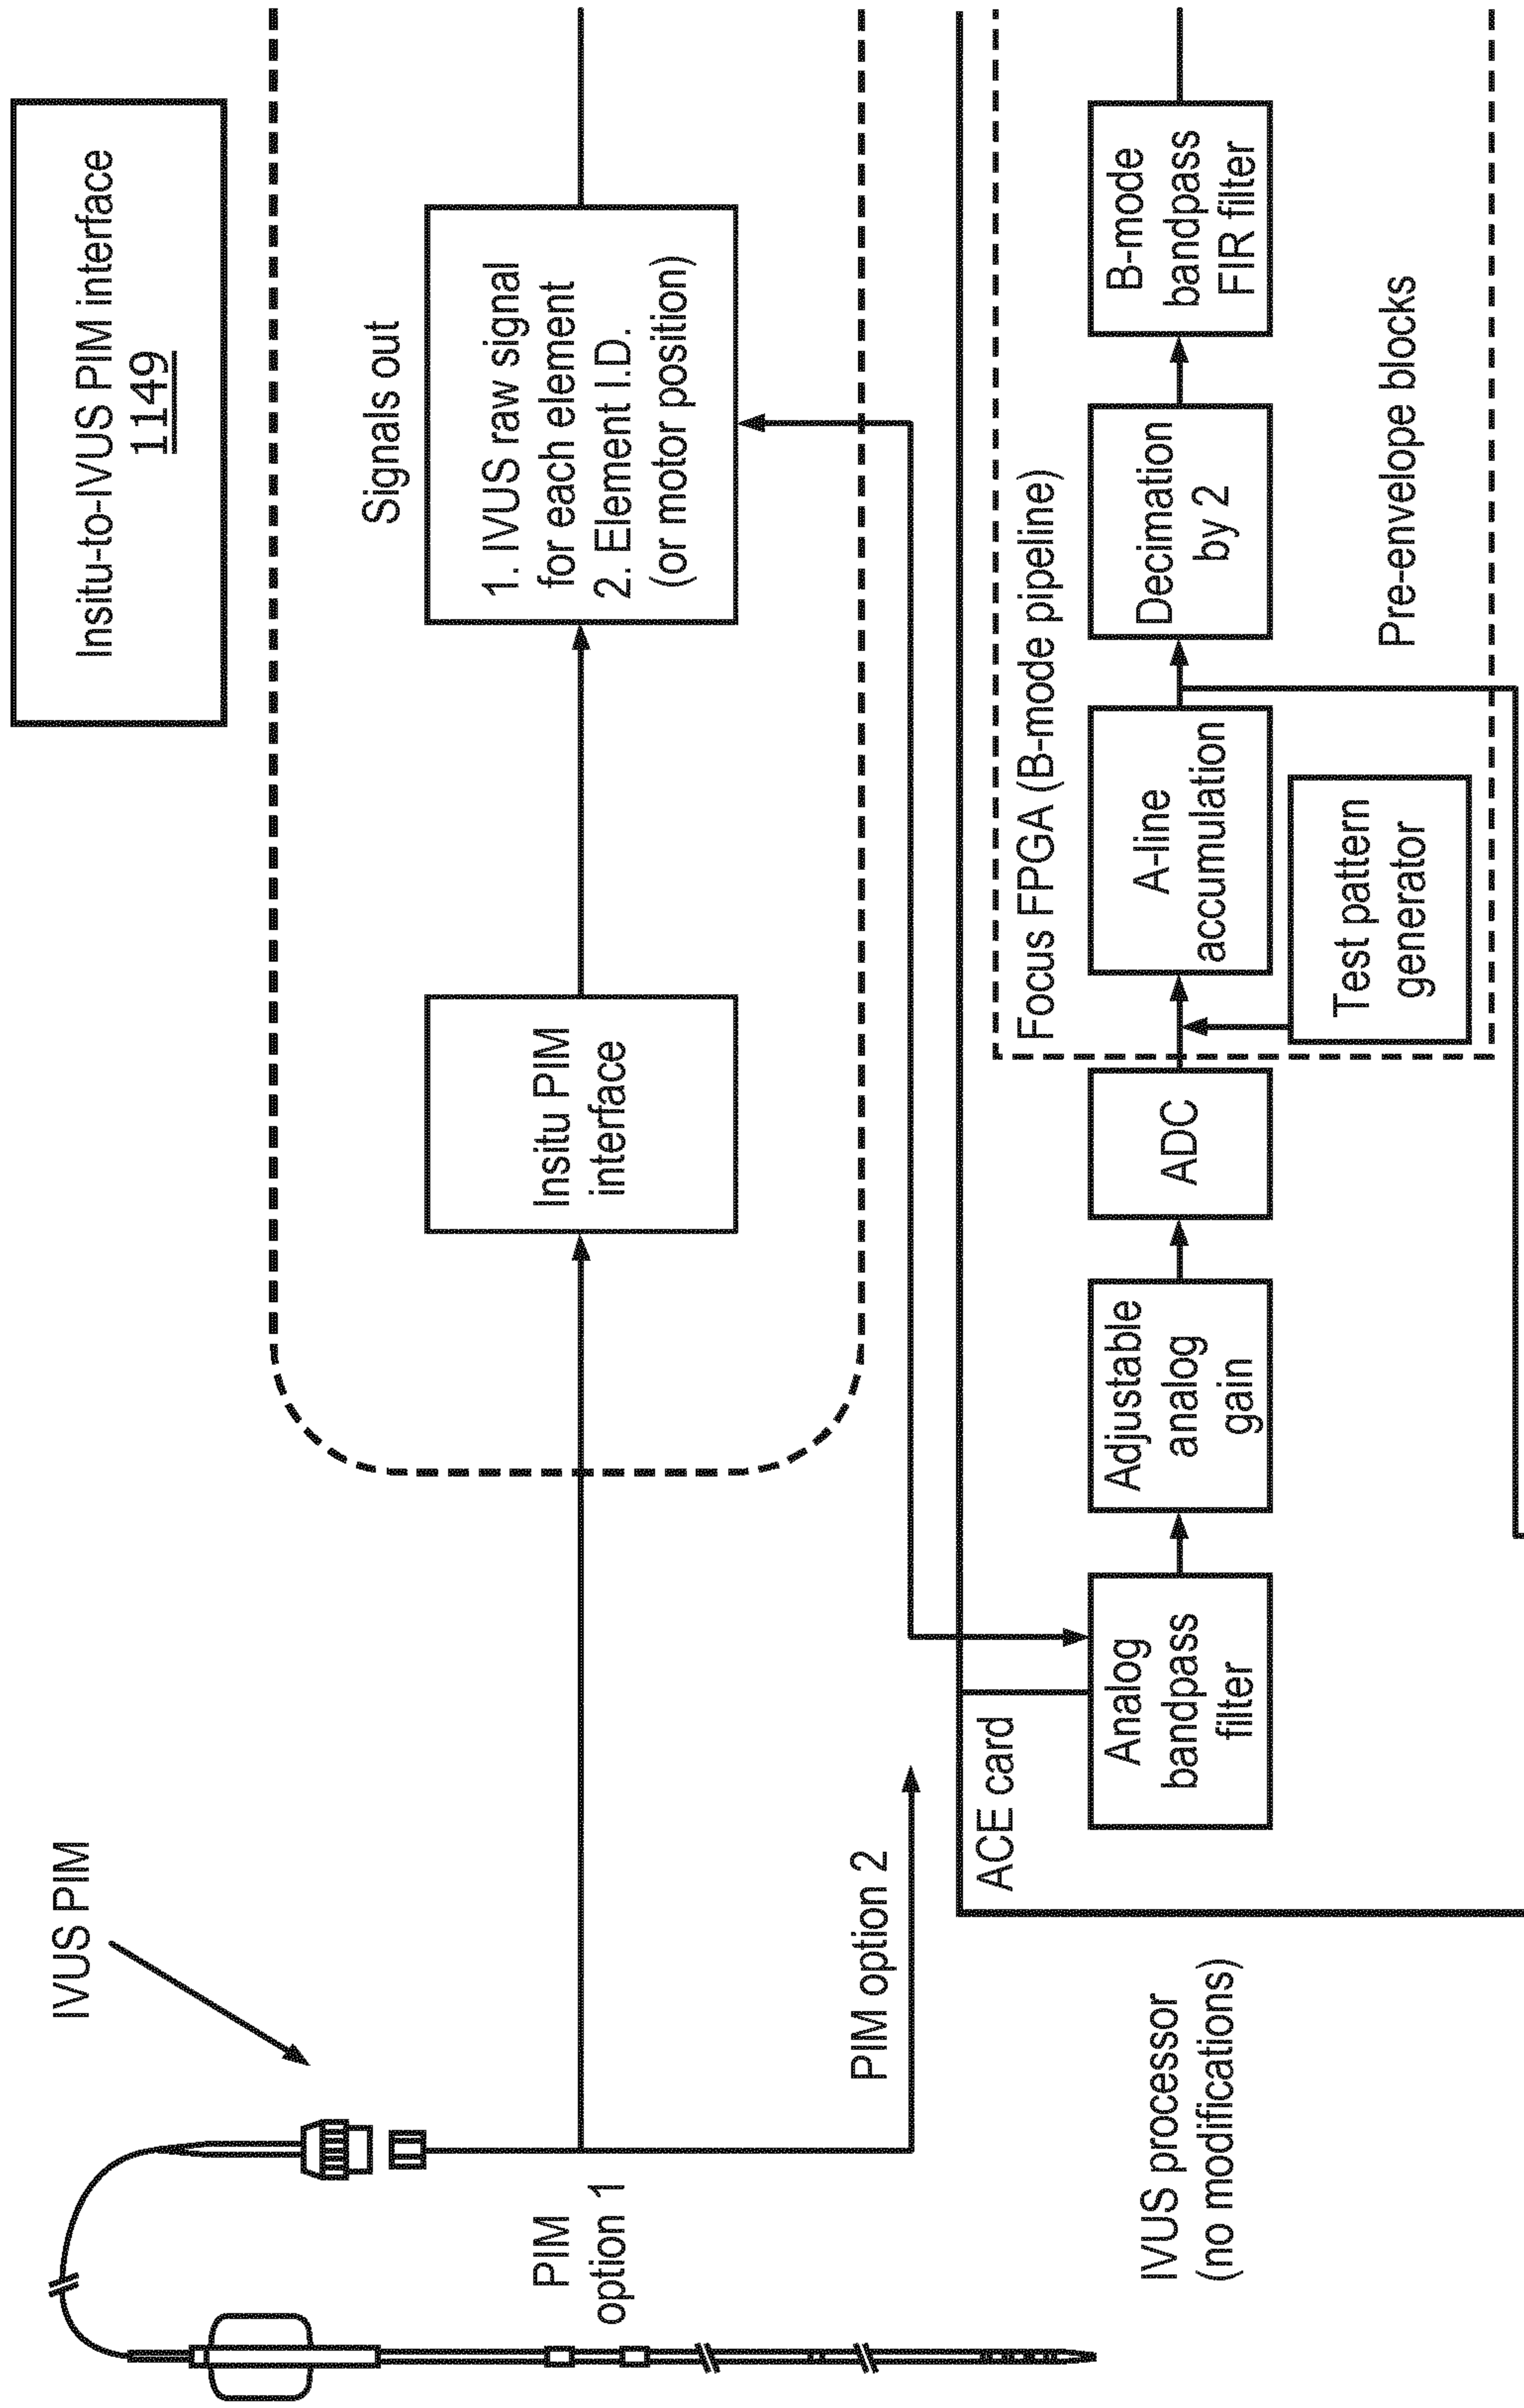 Insitu-to-IVUS PIM interface
1149
IVUS PIM
Signals out
Insitu PIM
interface
1. IVUS raw signal
for each element
2. Element I.D.
(or motor position)
PIM
option 1
PIM option 2
ACE card
Focus FPGA (B-mode pipeline)
IVUS processor
(no modifications)
Analog
bandpass
filter
Adjustable
analog
gain
ADC
A-line
accumulation
Decimation
by 2
B-mode
bandpass
FIR filter
Test pattern
generator
Pre-envelope blocks